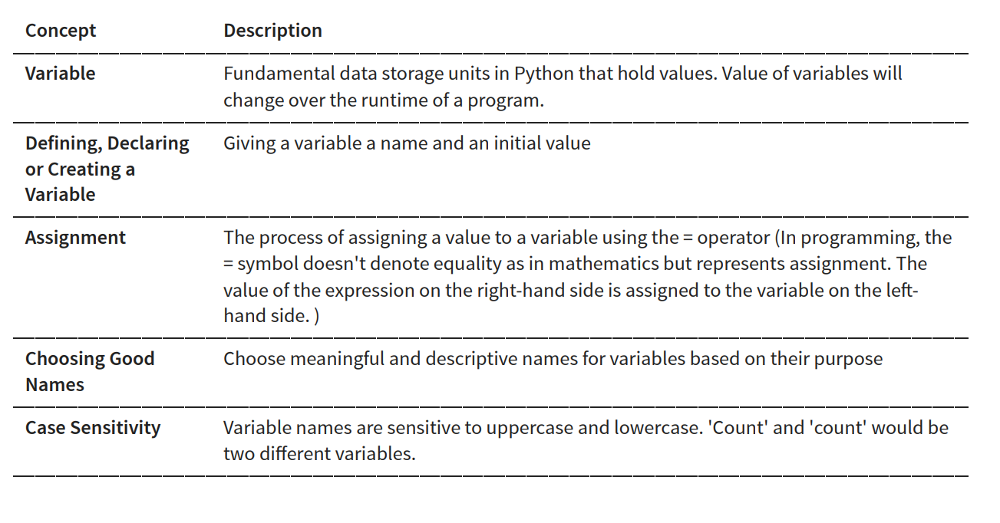 Concept Description
Variable Fundamental data storage units in Python that hold values. Value of variables will
change over the runtime of a program.
Defining, Declaring Giving a variable a name and an initial value
or Creating a
Variable
Assignment The process of assigning a value to a variable using the = operator (In programming, the
= symbol doesn't denote equality as in mathematics but represents assignment. The
value of the expression on the right-hand side is assigned to the variable on the left-
hand side. )
Choosing Good Choose meaningful and descriptive names for variables based on their purpose
Names
Case Sensitivity Variable names are sensitive to uppercase and lowercase. 'Count' and 'count' would be
two different variables.